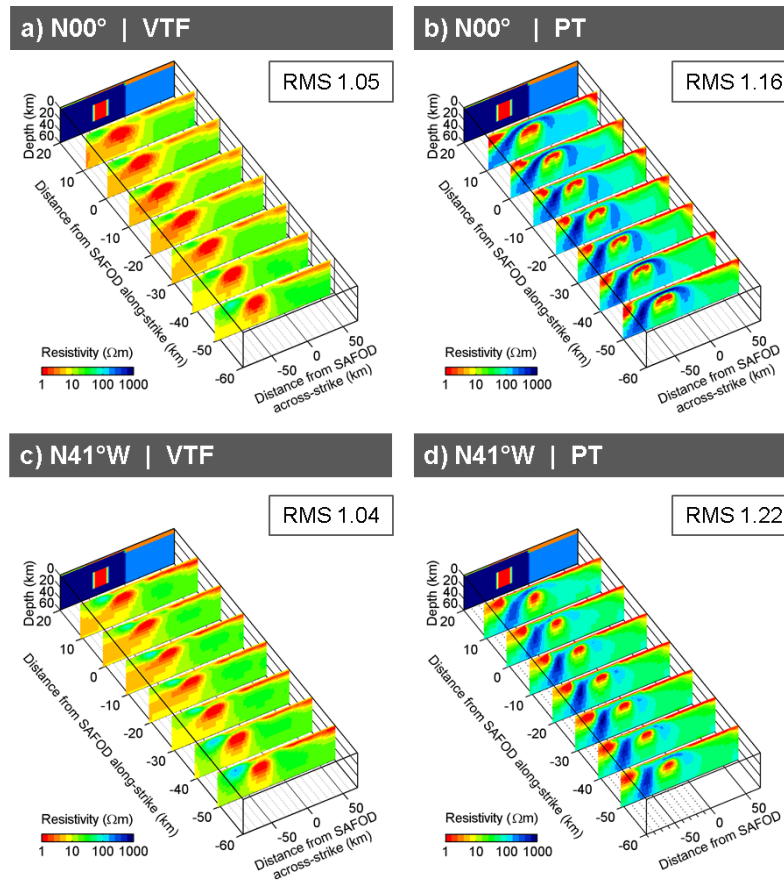 a) N00° | VTF
RMS 1.05
Depth (km)
0
20
40
60
20
10
0
-10
-20
-30
-40
-50
-60
Distance from SAFOD along-strike (km)
-50
0
50
Distance from SAFOD
across-strike (km)
Resistivity (Ωm)
1 10 100 1000
b) N00° | PT
RMS 1.16
Depth (km)
0
20
40
60
20
10
0
-10
-20
-30
-40
-50
-60
Distance from SAFOD along-strike (km)
-50
0
50
Distance from SAFOD
across-strike (km)
Resistivity (Ωm)
1 10 100 1000
c) N41°W | VTF
RMS 1.04
Depth (km)
0
20
40
60
20
10
0
-10
-20
-30
-40
-50
-60
Distance from SAFOD along-strike (km)
-50
0
50
Distance from SAFOD
across-strike (km)
Resistivity (Ωm)
1 10 100 1000
d) N41°W | PT
RMS 1.22
Depth (km)
0
20
40
60
20
10
0
-10
-20
-30
-40
-50
-60
Distance from SAFOD along-strike (km)
-50
0
50
Distance from SAFOD
Resistivity (Ωm)
1 10 100 1000